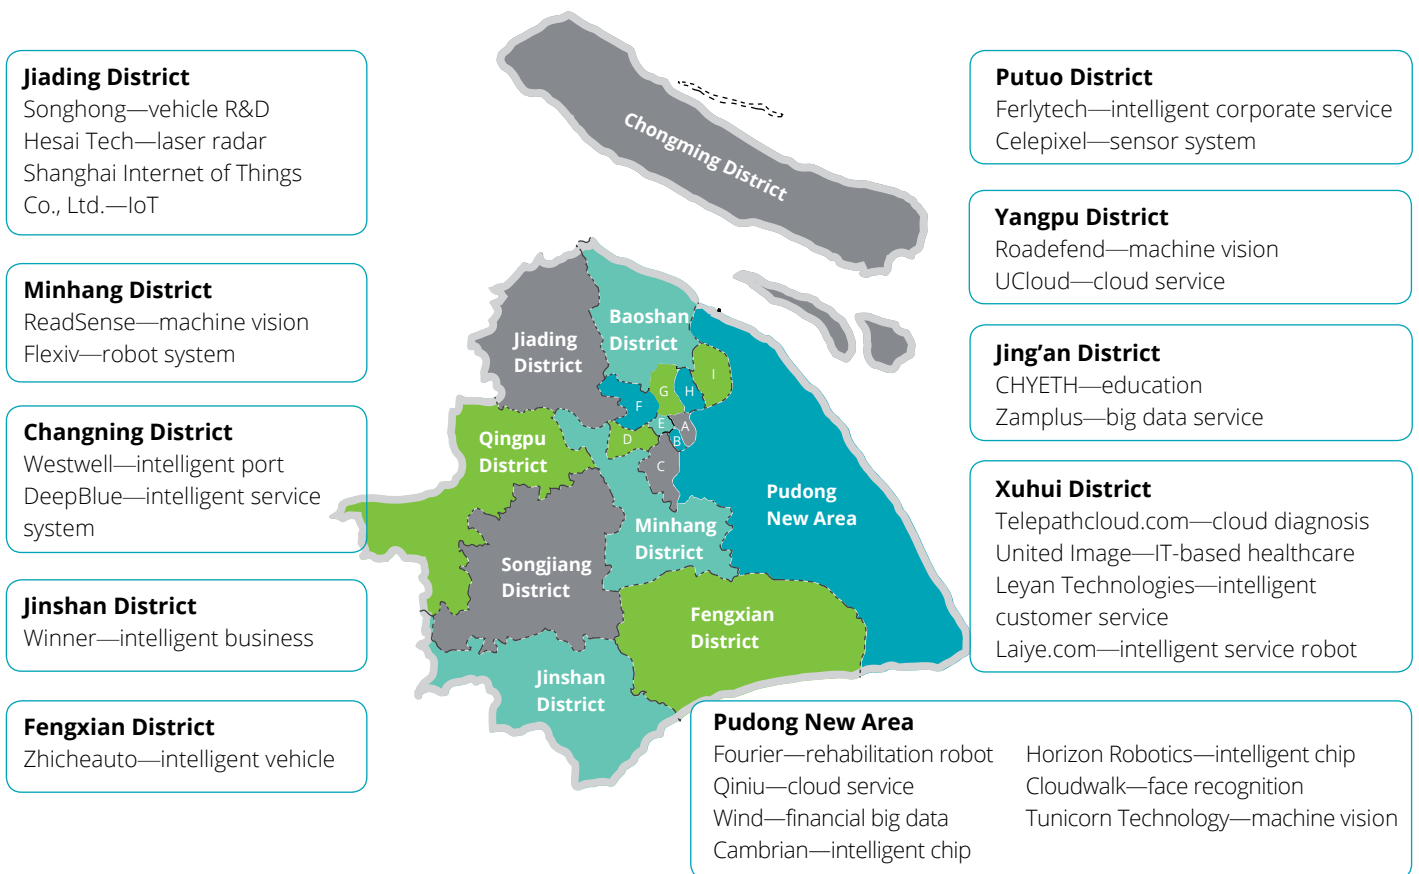 Jiading District
Songhong—vehicle R&D
Hesai Tech—laser radar
Shanghai Internet of Things
Co., Ltd.—IoT
Minhang District
ReadSense—machine vision
Flexiv—robot system
Changning District
Westwell—intelligent port
DeepBlue—intelligent service
system
Jinshan District
Winner—intelligent business
Fengxian District
Zhicheauto—intelligent vehicle
Chongming District
Jiading
District
Baoshan
District
I
G
H
F
E
A
D
B
C
Qingpu
District
Pudong
New Area
Minhang
District
Songjiang
District
Fengxian
District
Jinshan
District
Putuo District
Ferlytech—intelligent corporate service
Celepixel—sensor system
Yangpu District
Roadefend—machine vision
UCloud—cloud service
Jing’an District
CHYETH—education
Zamplus—big data service
Xuhui District
Telepathcloud.com—cloud diagnosis
United Image—IT-based healthcare
Leyan Technologies—intelligent
customer service
Laiye.com—intelligent service robot
Pudong New Area
Fourier—rehabilitation robot
Qiniu—cloud service
Wind—financial big data
Cambrian—intelligent chip
Horizon Robotics—intelligent chip
Cloudwalk—face recognition
Tunicorn Technology—machine vision